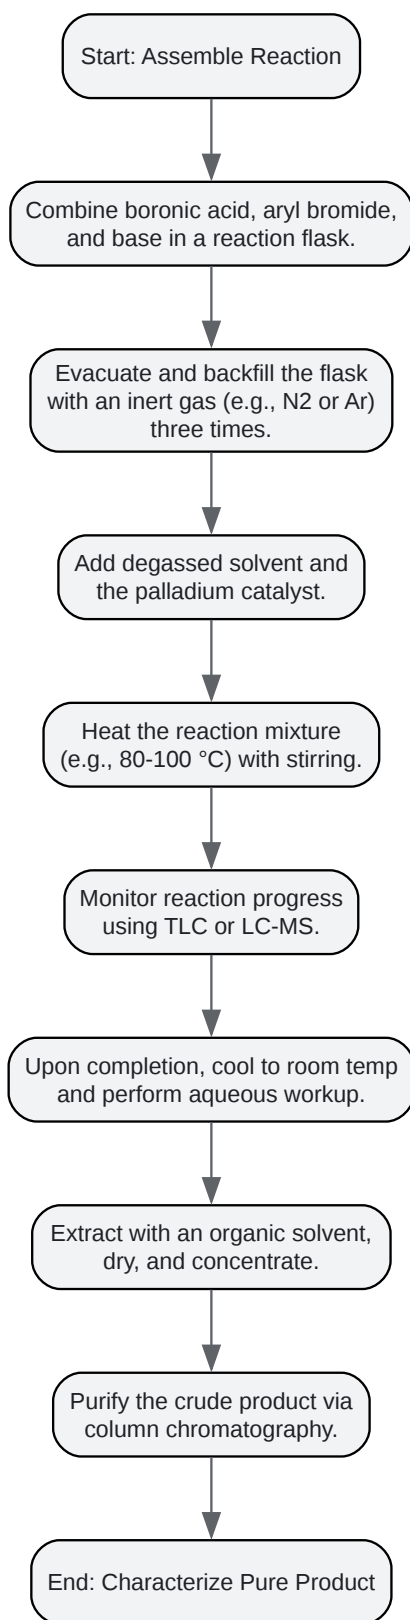 Start: Assemble Reaction
Combine boronic acid, aryl bromide,
and base in a reaction flask.
Evacuate and backfill the flask
with an inert gas (e.g., N2 or Ar)
three times.
Add degassed solvent and
the palladium catalyst.
Heat the reaction mixture
(e.g., 80-100 °C) with stirring.
Monitor reaction progress
using TLC or LC-MS.
Upon completion, cool to room temp
and perform aqueous workup.
Extract with an organic solvent,
dry, and concentrate.
Purify the crude product via
column chromatography.
End: Characterize Pure Product